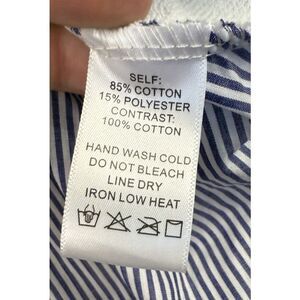 SELF:
85% COTTON
15% POLYESTER
CONTRAST:
100% COTTON
HAND WASH COLD
DO NOT BLEACH
LINE DRY
IRON LOW HEAT